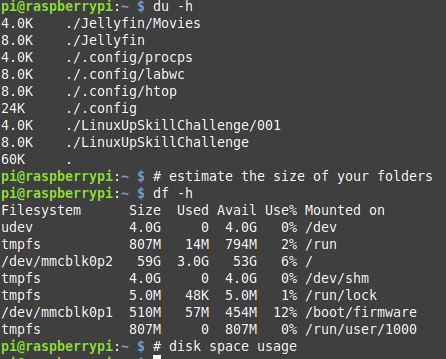 pi@raspberrypi:~ $ du -h
4.0K    ./Jellyfin/Movies
8.0K    ./Jellyfin
4.0K    ./.config/procps
8.0K    ./.config/labwc
8.0K    ./.config/htop
24K     ./.config
4.0K    ./LinuxUpSkillChallenge/001
8.0K    ./LinuxUpSkillChallenge
60K     .
pi@raspberrypi:~ $ # estimate the size of your folders
pi@raspberrypi:~ $ df -h
Filesystem      Size  Used Avail Use% Mounted on
udev            4.0G     0  4.0G   0% /dev
tmpfs           807M   14M  794M   2% /run
/dev/mmcblk0p2   59G  3.0G   53G   6% /
tmpfs           4.0G     0  4.0G   0% /dev/shm
tmpfs           5.0M   48K  5.0M   1% /run/lock
/dev/mmcblk0p1  510M   57M  454M  12% /boot/firmware
tmpfs           807M     0  807M   0% /run/user/1000
pi@raspberrypi:~ $ # disk space usage